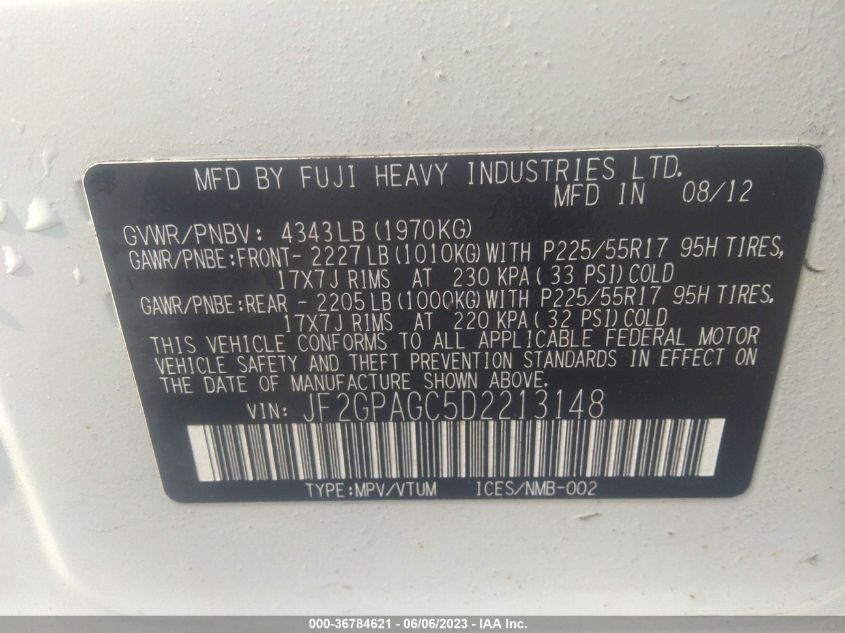 MFD BY FUJI HEAVY INDUSTRIES LTD.
MFD IN 08/12
GVWR/PNBV: 4343LB (1970KG)
GAWR/PNBE:FRONT- 2227LB (1010KG) WITH P225/55R17 95H TIRES,
17X7J RIMS AT 230 KPA ( 33 PSI) COLD
GAWR/PNBE:REAR - 2205LB (1000KG) WITH P225/55R17 95H TIRES.
17X7J RIMS AT 220 KPA ( 32 PSI) COLD
THIS VEHICLE CONFORMS TO ALL APPLICABLE FEDERAL MOTOR
VEHICLE SAFETY AND THEFT PREVENTION STANDARDS IN EFFECT ON
THE DATE OF MANUFACTURE SHOWN ABOVE.
VIN: JF2GPAGC5D2213148
TYPE:MPV/VTUM ICES/NMB-002
000-36784621 - 06/06/2023 - IAA Inc.